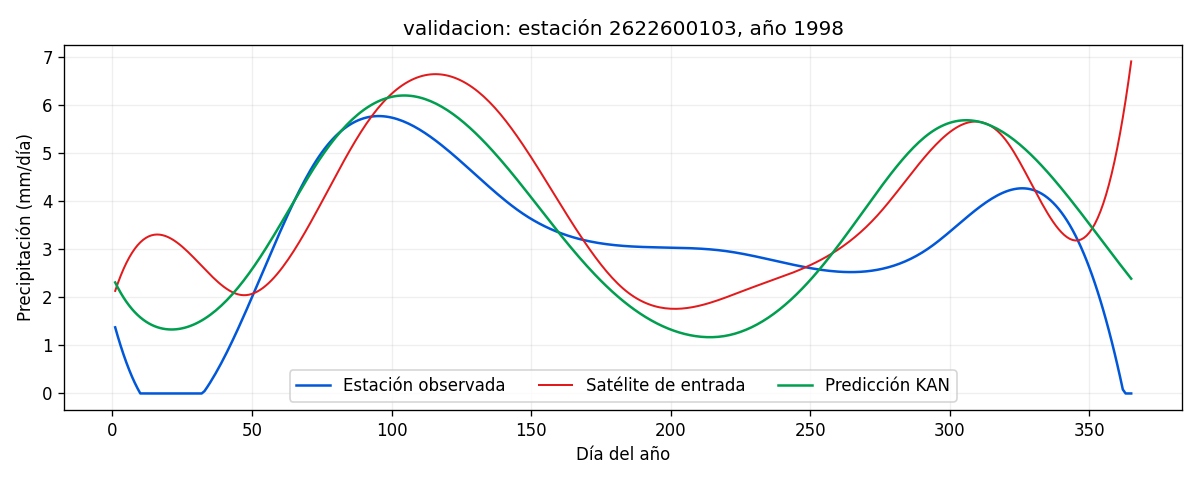 validacion: estación 2622600103, año 1998
Precipitación (mm/día)
7
6
5
4
3
2
1
0
Estación observada
Satélite de entrada
Predicción KAN
0
50
100
150
200
250
300
350
Día del año